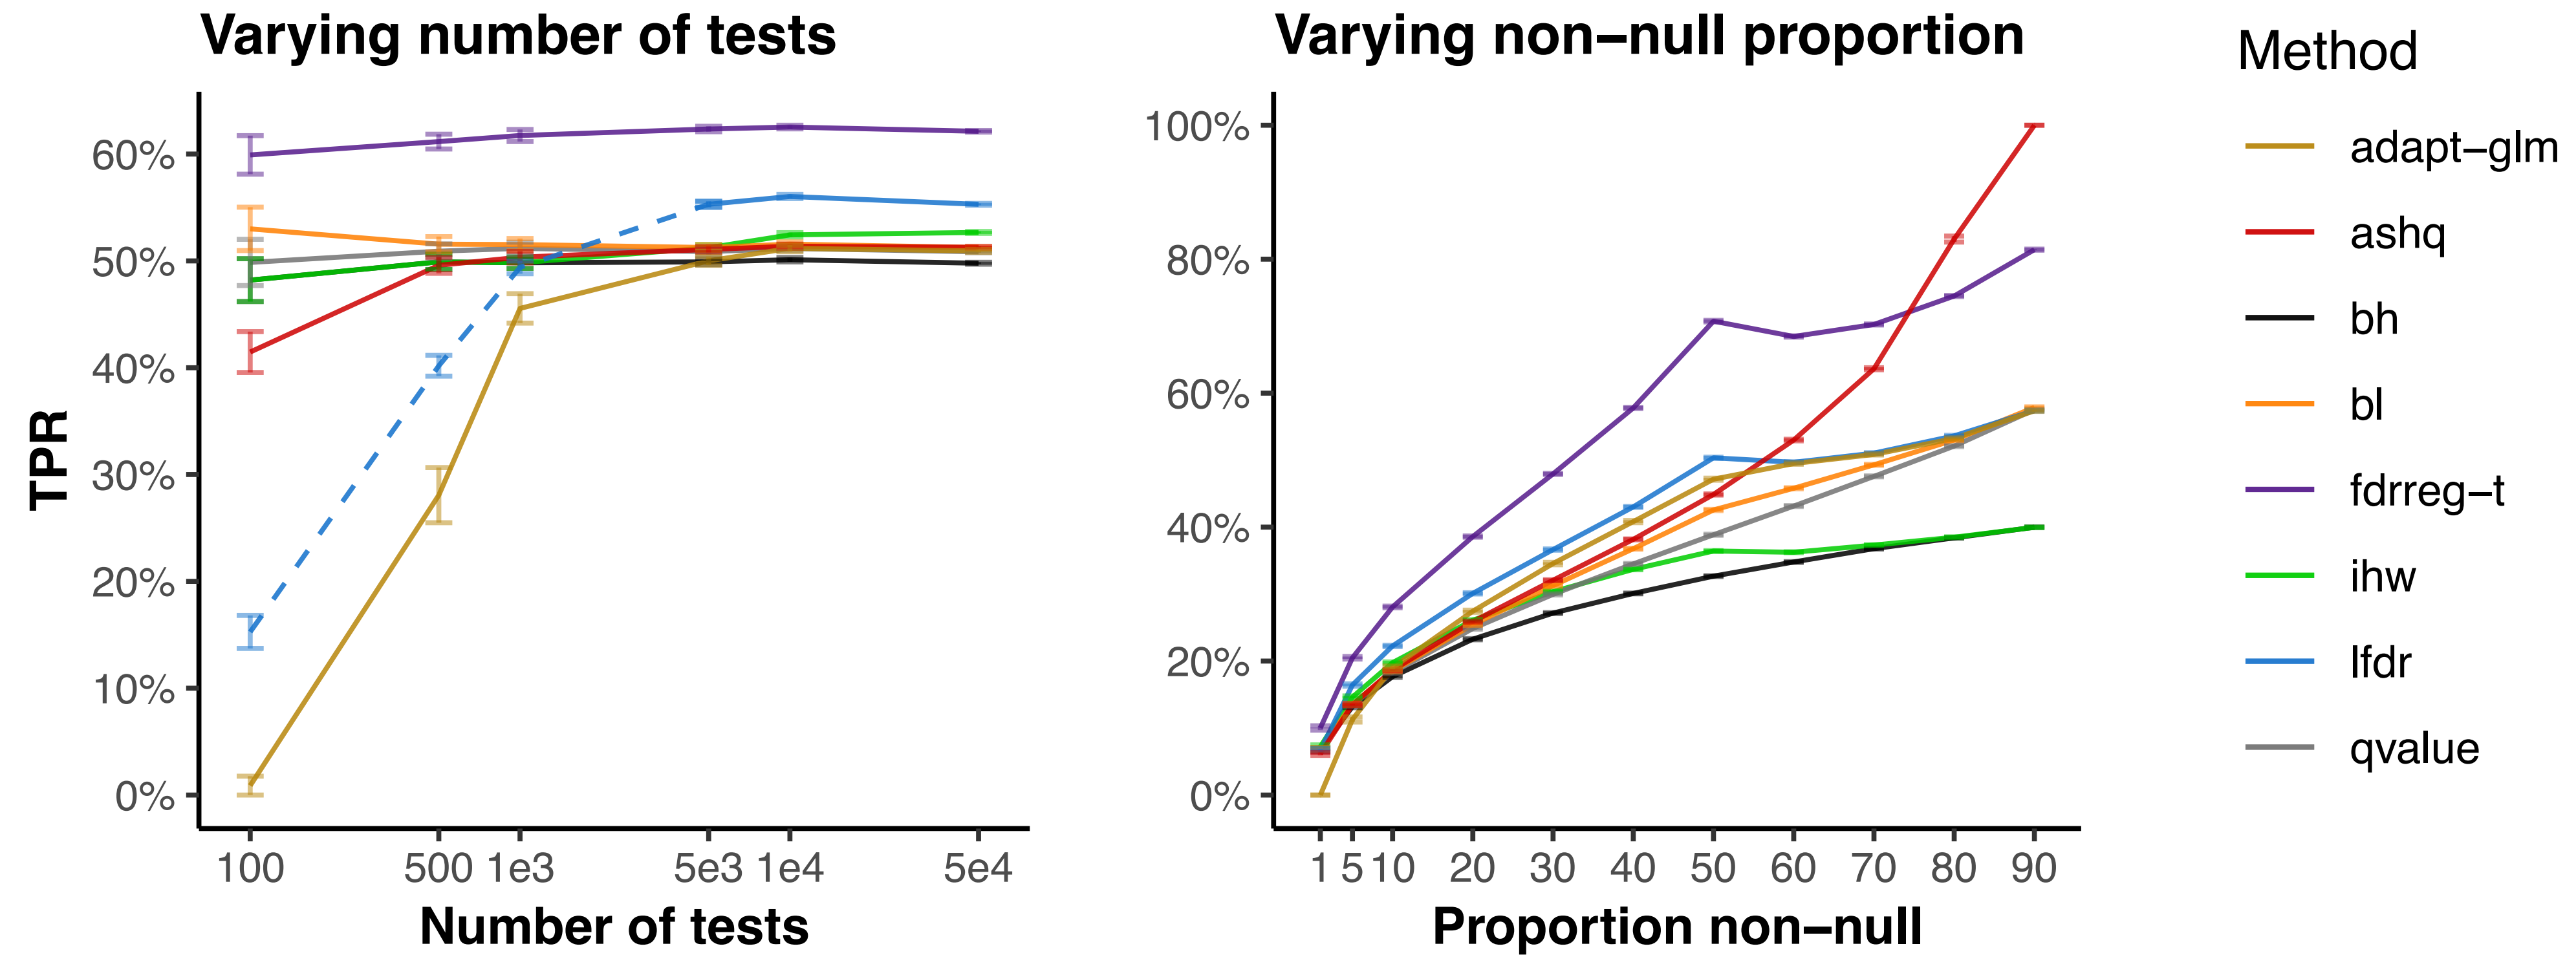 Varying number of tests
TPR
60%
50%
40%
30%
20%
10%
0%
100 500 1e3 5e3 1e4 5e4
Number of tests
Varying non−null proportion
100%
80%
60%
40%
20%
0%
1 5 10 20 30 40 50 60 70 80 90
Proportion non−null
Method
adapt−glm
ashq
bh
bl
fdrreg−t
ihw
lfdr
qvalue